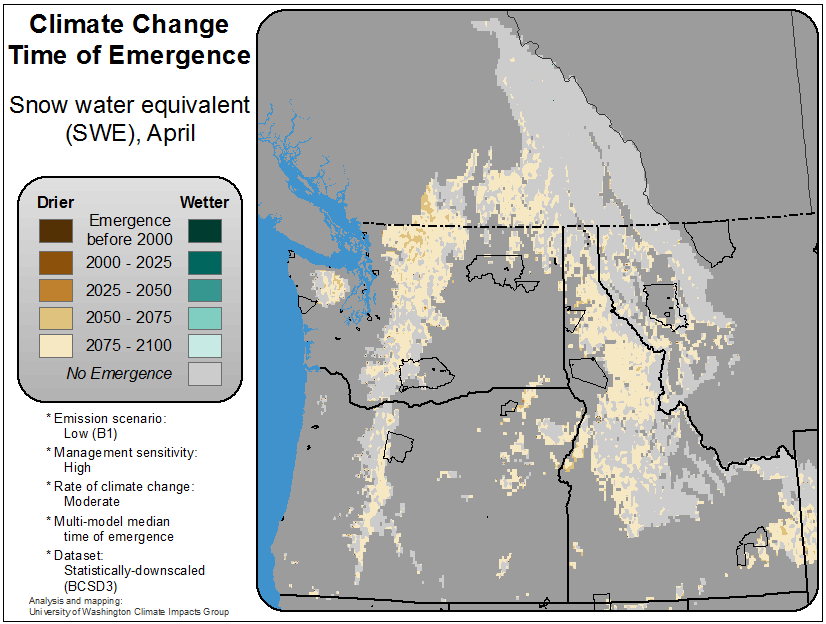 Climate Change
Time of Emergence
Snow water equivalent
(SWE), April
Drier
Wetter
Emergence
before 2000
2000 - 2025
2025 - 2050
2050 - 2075
2075 - 2100
No Emergence
* Emission scenario:
Low (B1)
* Management sensitivity:
High
* Rate of climate change:
Moderate
* Multi-model median
time of emergence
* Dataset:
Statistically-downscaled
(BCSD3)
Analysis and mapping:
University of Washington Climate Impacts Group